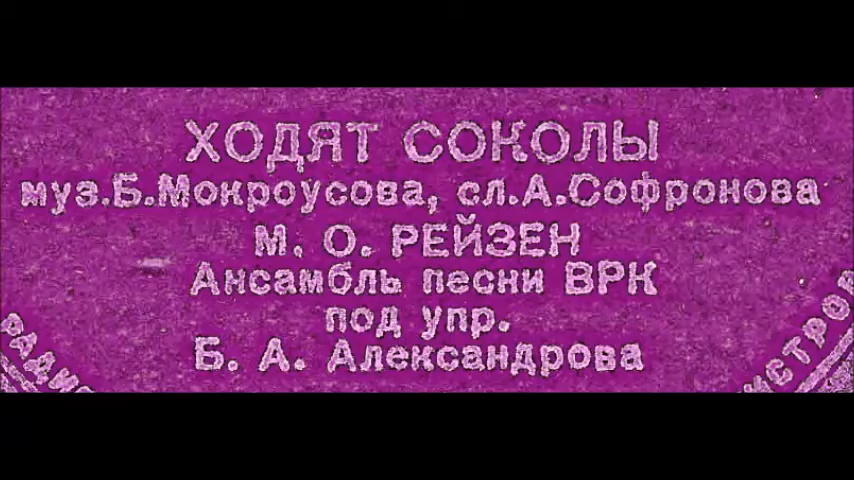 ХОДЯТ СОКОЛЫ
муз.Б.Мокроусова, сл.А.Софронова
М. О. РЕЙЗЕН
Ансамбль песни ВРК
под упр.
Б. А. Александрова